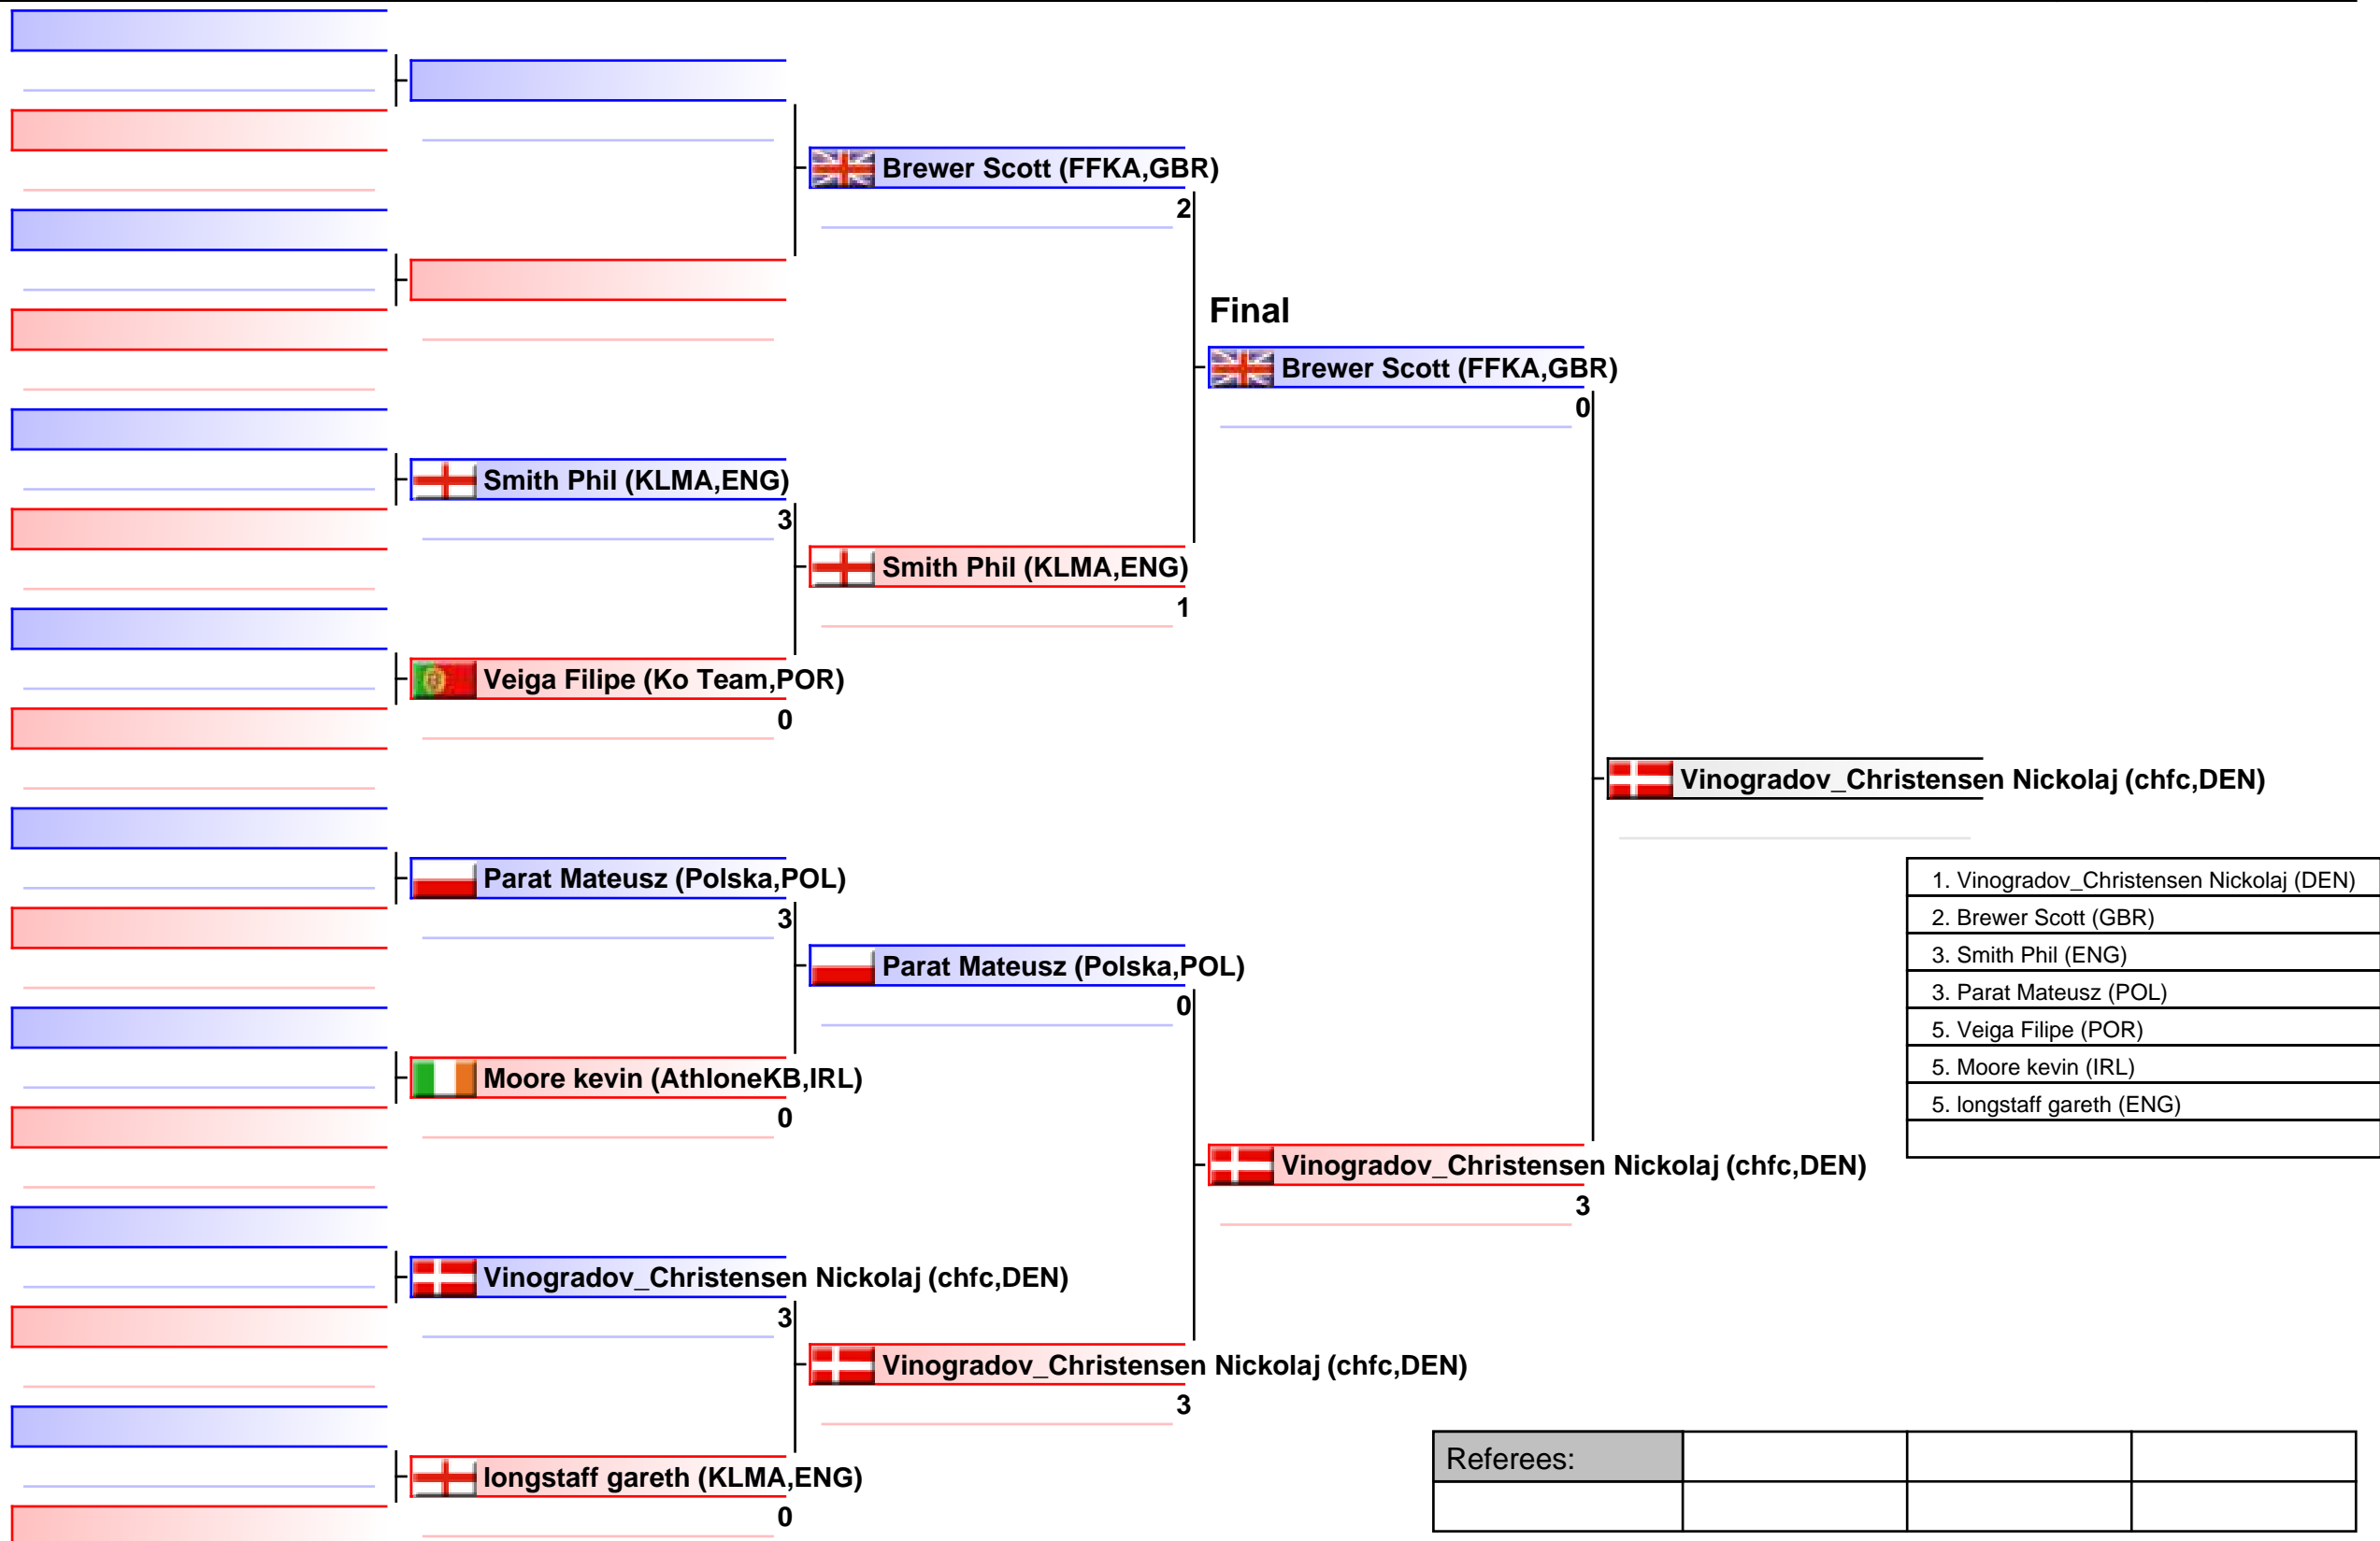 Brewer Scott (FFKA,GBR)
2
Final
Brewer Scott (FFKA,GBR)
0
Smith Phil (KLMA,ENG)
3
Smith Phil (KLMA,ENG)
1
Veiga Filipe (Ko Team,POR)
0
Vinogradov_Christensen Nickolaj (chfc,DEN)
Parat Mateusz (Polska,POL)
3
Parat Mateusz (Polska,POL)
0
Moore kevin (AthloneKB,IRL)
0
Vinogradov_Christensen Nickolaj (chfc,DEN)
3
Vinogradov_Christensen Nickolaj (chfc,DEN)
3
Vinogradov_Christensen Nickolaj (chfc,DEN)
3
longstaff gareth (KLMA,ENG)
0
1. Vinogradov_Christensen Nickolaj (DEN)
2. Brewer Scott (GBR)
3. Smith Phil (ENG)
3. Parat Mateusz (POL)
5. Veiga Filipe (POR)
5. Moore kevin (IRL)
5. longstaff gareth (ENG)
Referees: